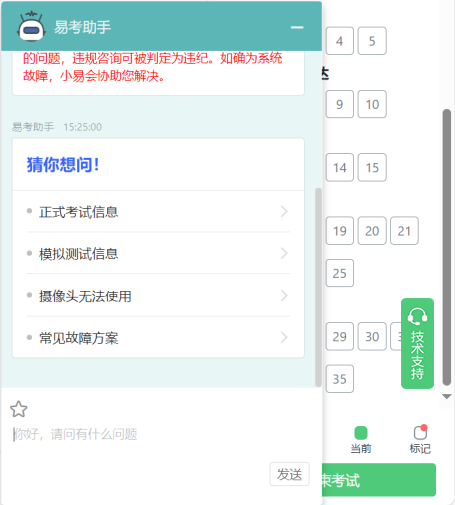 易考助手
的问题，违规咨询可被判定为违纪。如确为系统
故障，小易会协助您解决。
易考助手 15:25:00
猜你想问！
正式考试信息
模拟测试信息
摄像头无法使用
常见故障方案
你好，请问有什么问题
发送
4 5
9 10
14 15
19 20 21
25
29 30
35
技术支持
当前
标记
考试